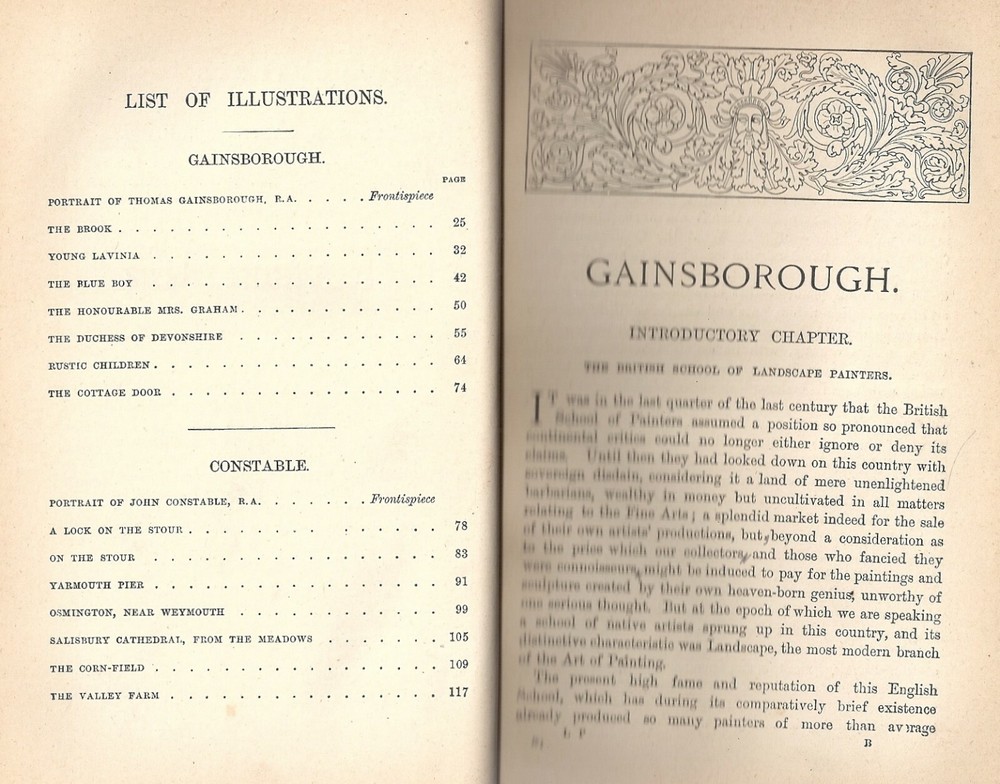 LIST OF ILLUSTRATIONS.
GAINSBOROUGH.
PAGE
PORTRAIT OF THOMAS GAINSBOROUGH, R.A. . . . . . Frontispiece
THE BROOK . . . . . . . . . . . . . . . . . . 25
YOUNG LAVINIA . . . . . . . . . . . . . . . . 32
THE BLUE BOY . . . . . . . . . . . . . . . . 42
THE HONOURABLE MRS. GRAHAM . . . . . . . . . . . 50
THE DUCHESS OF DEVONSHIRE . . . . . . . . . . . 55
RUSTIC CHILDREN . . . . . . . . . . . . . . . . 64
THE COTTAGE DOOR . . . . . . . . . . . . . . . 74
CONSTABLE.
PORTRAIT OF JOHN CONSTABLE, R.A. . . . . . . . Frontispiece
A LOCK ON THE STOUR . . . . . . . . . . . . . . 78
ON THE STOUR . . . . . . . . . . . . . . . . . 83
YARMOUTH PIER . . . . . . . . . . . . . . . . 91
OSMINGTON, NEAR WEYMOUTH . . . . . . . . . . . 99
SALISBURY CATHEDRAL, FROM THE MEADOWS . . . . . . . 105
THE CORN-FIELD . . . . . . . . . . . . . . . . 109
THE VALLEY FARM . . . . . . . . . . . . . . . 117
GAINSBOROUGH.
INTRODUCTORY CHAPTER.
THE BRITISH SCHOOL OF LANDSCAPE PAINTERS.
IT was in the last quarter of the last century that the British
School of Painters assumed a position so pronounced that
continental critics could no longer either ignore or deny its
claims. Until then they had looked down on this country with
sovereign disdain, considering it a land of mere unenlightened
barbarians, wealthy in money but uncultivated in all matters
relating to the Fine Arts; a splendid market indeed for the sale
of their own artists' productions, but, beyond a consideration as
to the price which our collectors, and those who fancied they
were connoisseurs, might be induced to pay for the paintings and
sculpture created by their own heaven-born genius, unworthy of
one serious thought. But at the epoch of which we are speaking
a school of native artists sprung up in this country, and its
distinctive characteristic was Landscape, the most modern branch
of the Art of Painting.
The present high fame and reputation of this English
School, which has during its comparatively brief existence
already produced so many painters of more than average
B